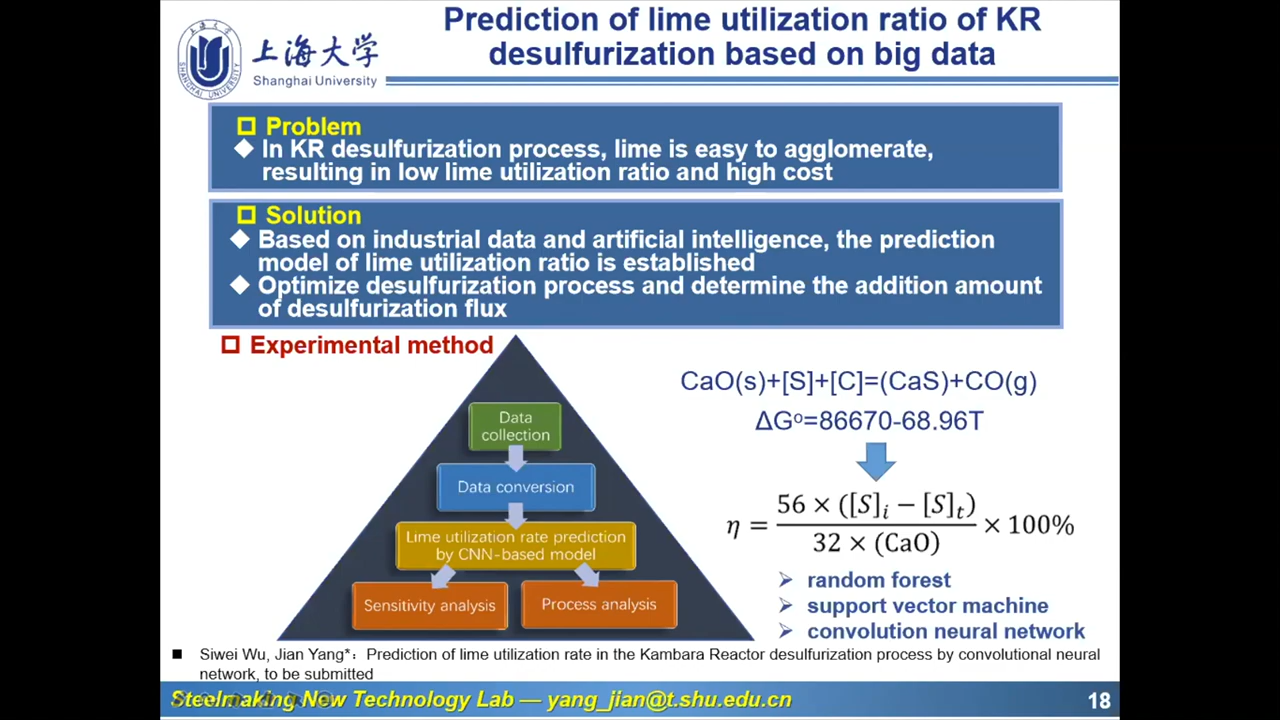 Prediction of lime utilization ratio of KR
desulfurization based on big data
SHANGHAI UNIVERSITY
上海大学
Shanghai University
Problem
In KR desulfurization process, lime is easy to agglomerate,
resulting in low lime utilization ratio and high cost
Solution
Based on industrial data and artificial intelligence, the prediction
model of lime utilization ratio is established
Optimize desulfurization process and determine the addition amount
of desulfurization flux
Experimental method
Data
collection
Data conversion
Lime utilization rate prediction
by CNN-based model
Sensitivity analysis
Process analysis
CaO(s)+[S]+[C]=(CaS)+CO(g)
ΔGº=86670-68.96T
η = 56 × ([S]i − [S]t) / 32 × (CaO) × 100%
random forest
support vector machine
convolution neural network
Siwei Wu, Jian Yang*：Prediction of lime utilization rate in the Kambara Reactor desulfurization process by convolutional neural
network, to be submitted
Steelmaking New Technology Lab — yang_jian@t.shu.edu.cn
18